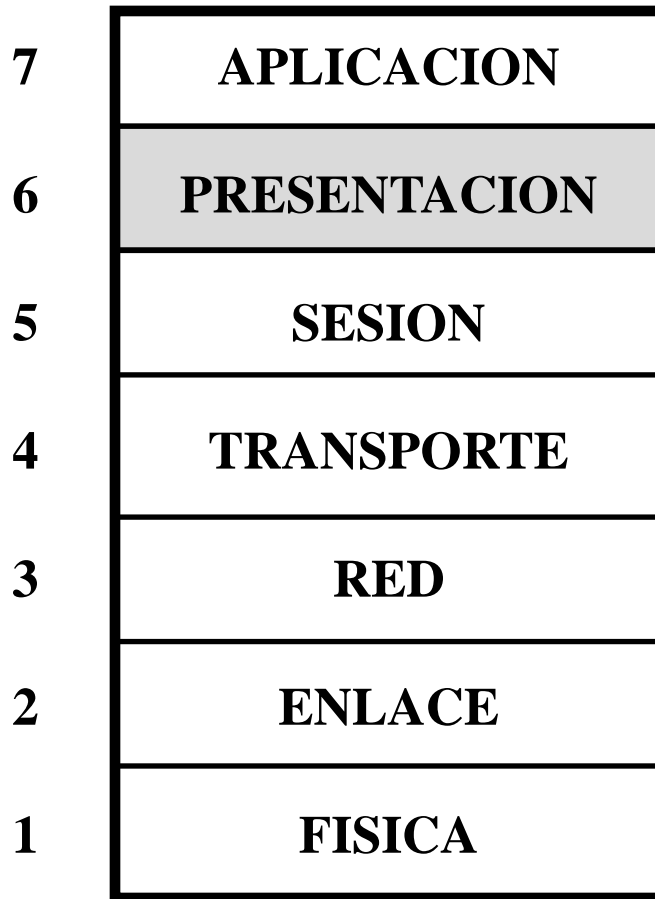 7 APLICACION
6 PRESENTACION
5 SESION
4 TRANSPORTE
3 RED
2 ENLACE
1 FISICA